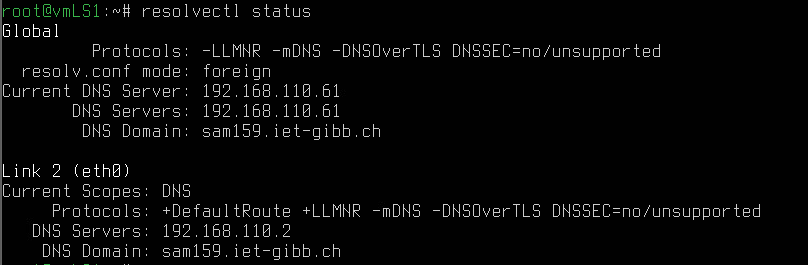 root@vmLS1:~# resolvectl status
Global
Protocols: -LLMNR -mDNS -DNSOverTLS DNSSEC=no/unsupported
resolv.conf mode: foreign
Current DNS Server: 192.168.110.61
DNS Servers: 192.168.110.61
DNS Domain: sam159.iet-gibb.ch
Link 2 (eth0)
Current Scopes: DNS
Protocols: +DefaultRoute +LLMNR -mDNS -DNSOverTLS DNSSEC=no/unsupported
DNS Servers: 192.168.110.2
DNS Domain: sam159.iet-gibb.ch